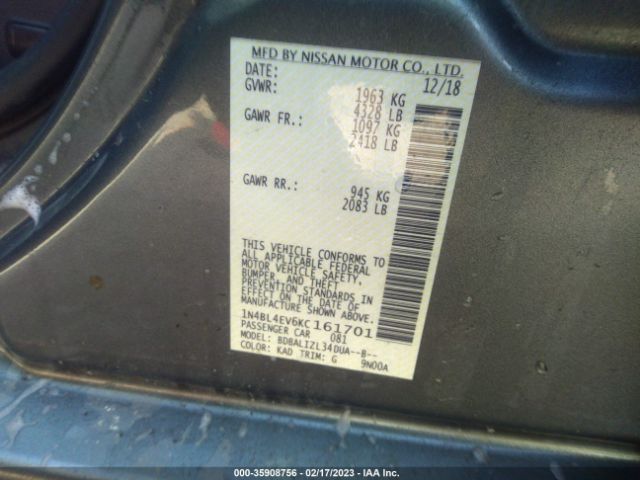 MFD BY NISSAN MOTOR CO., LTD.
DATE: 12/18
GVWR: 1963 KG
4328 LB
GAWR FR.: 1097 KG
2418 LB
GAWR RR.: 945 KG
2083 LB
THIS VEHICLE CONFORMS TO
ALL APPLICABLE FEDERAL
MOTOR VEHICLE SAFETY,
BUMPER, AND THEFT
PREVENTION STANDARDS IN
EFFECT ON THE DATE OF
MANUFACTURE SHOWN ABOVE.
1N4BL4EV6KC161701
PASSENGER CAR 081
MODEL: BDBALIZL34DUA--B--
COLOR: KAD TRIM: G 9N00A
000-35908756 — 02/17/2023 — IAA Inc.